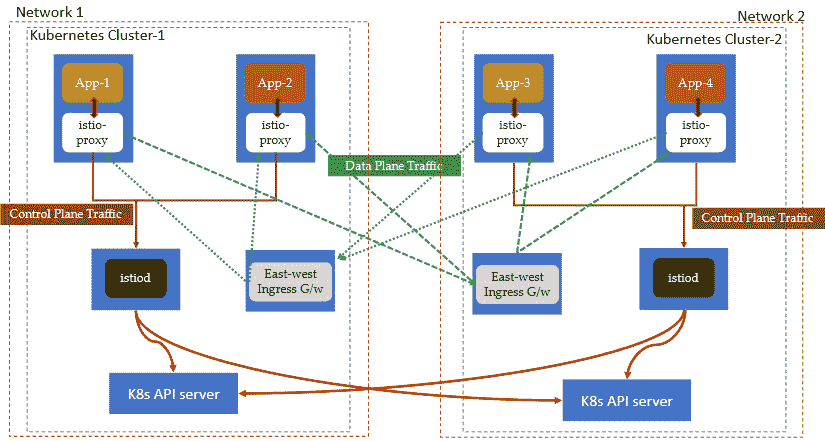 Network 1
Network 2
Kubernetes Cluster-1
Kubernetes Cluster-2
App-1
App-2
App-3
App-4
istio-
proxy
istio-
proxy
istio-
proxy
istio-
proxy
Data Plane Traffic
Control Plane Traffic
Control Plane Traffic
istiod
East-west
Ingress G/w
East-west
Ingress G/w
istiod
K8s API server
K8s API server